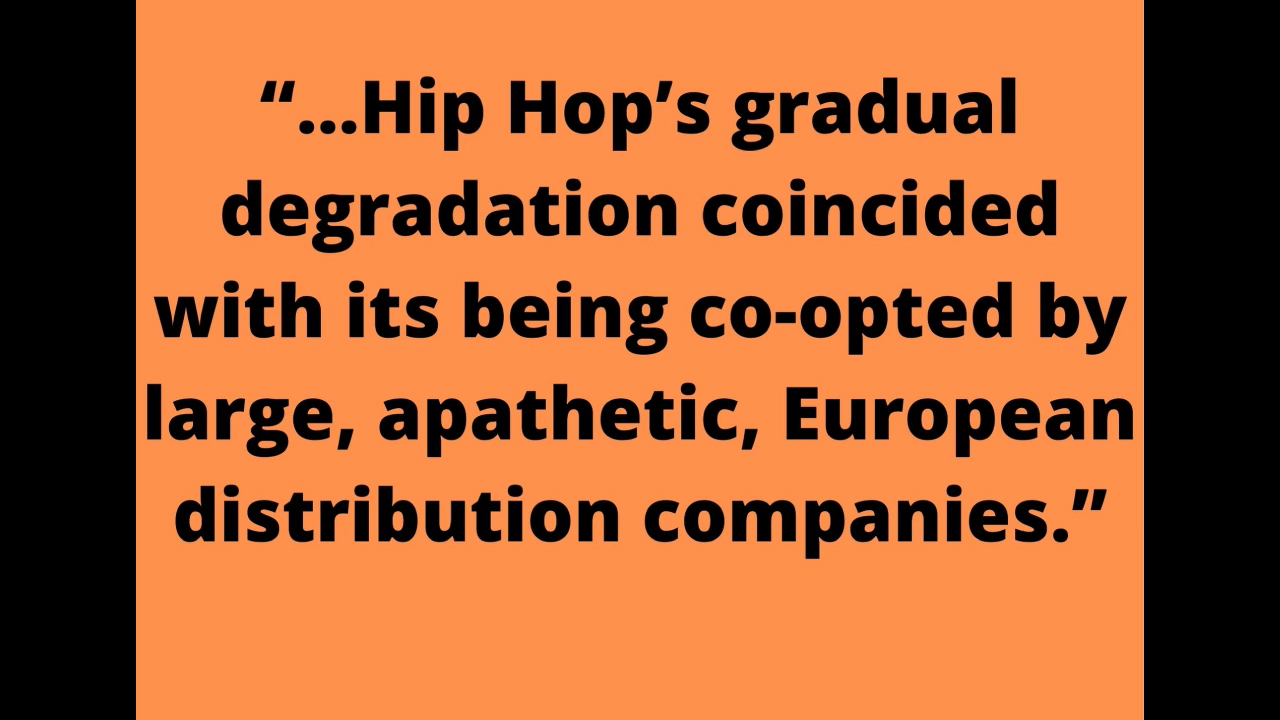 “...Hip Hop’s gradual
degradation coincided
with its being co-opted by
large, apathetic, European
distribution companies.”